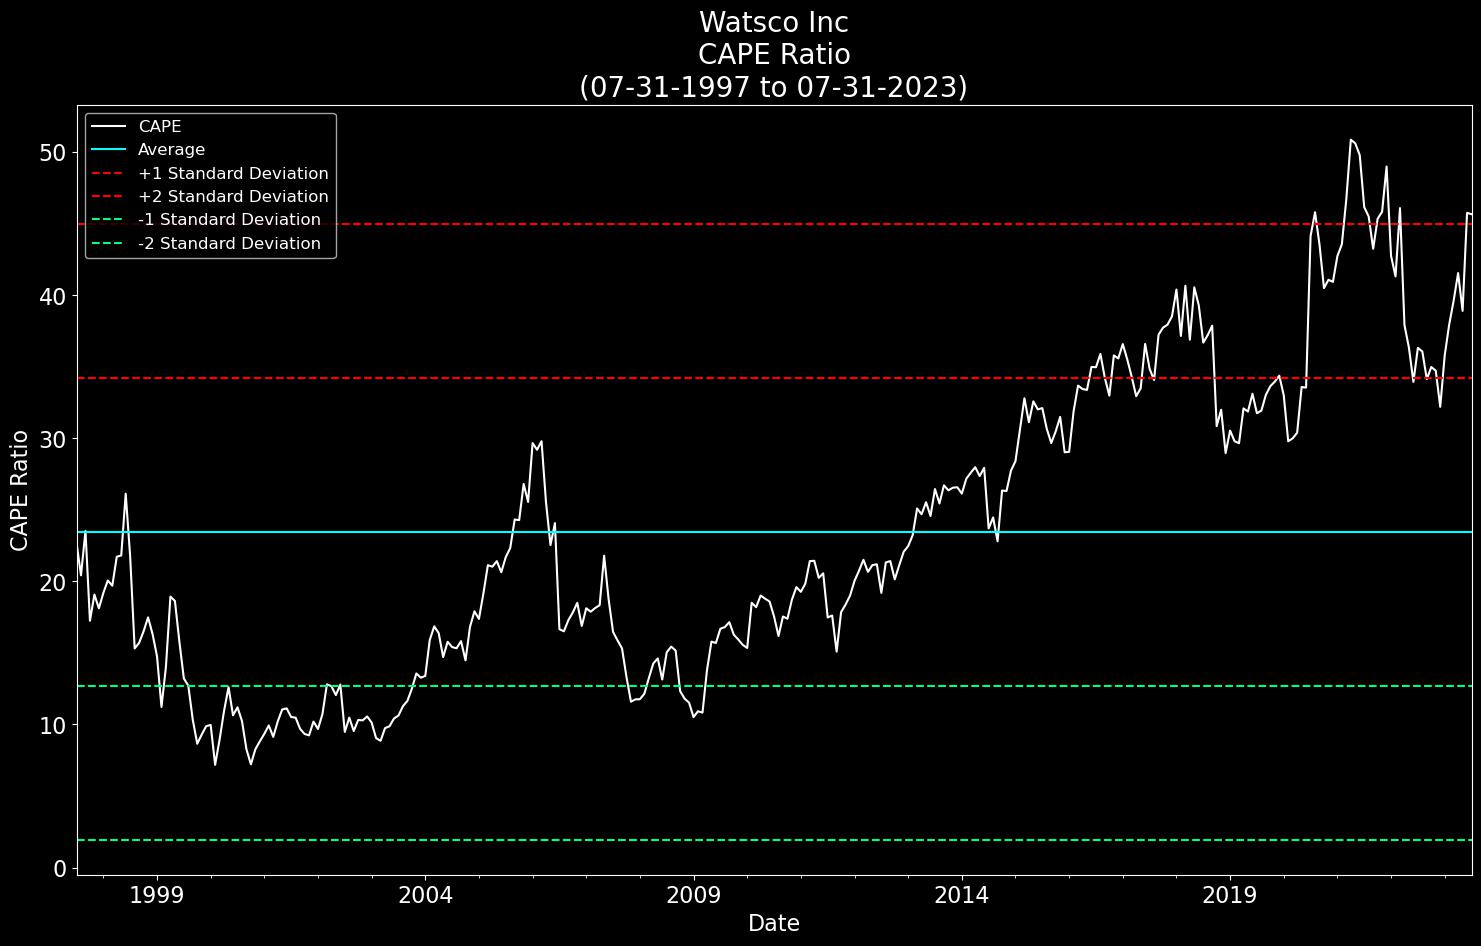 Watsco Inc
CAPE Ratio
(07-31-1997 to 07-31-2023)
CAPE
Average
+1 Standard Deviation
+2 Standard Deviation
-1 Standard Deviation
-2 Standard Deviation
50
40
30
20
10
0
CAPE Ratio
1999 2004 2009 2014 2019
Date